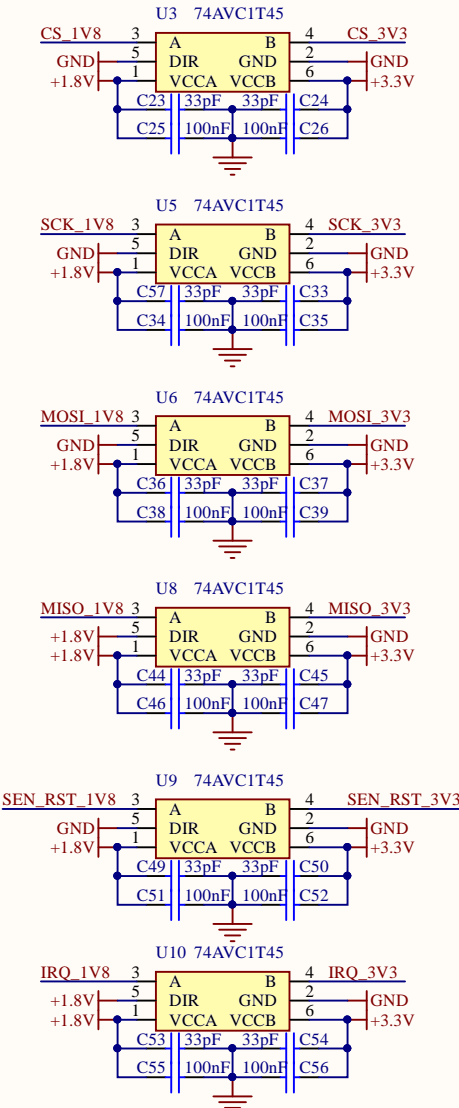 U3 74AVC1T45
CS_1V8 3 A B 4 CS_3V3
GND 5 DIR GND 2 GND
+1.8V 1 VCCA VCCB 6 +3.3V
C23 33pF 33pF C24
C25 100nF 100nF C26
U5 74AVC1T45
SCK_1V8 3 A B 4 SCK_3V3
GND 5 DIR GND 2 GND
+1.8V 1 VCCA VCCB 6 +3.3V
C57 33pF 33pF C33
C34 100nF 100nF C35
U6 74AVC1T45
MOSI_1V8 3 A B 4 MOSI_3V3
GND 5 DIR GND 2 GND
+1.8V 1 VCCA VCCB 6 +3.3V
C36 33pF 33pF C37
C38 100nF 100nF C39
U8 74AVC1T45
MISO_1V8 3 A B 4 MISO_3V3
+1.8V 5 DIR GND 2 GND
+1.8V 1 VCCA VCCB 6 +3.3V
C44 33pF 33pF C45
C46 100nF 100nF C47
U9 74AVC1T45
SEN_RST_1V8 3 A B 4 SEN_RST_3V3
GND 5 DIR GND 2 GND
+1.8V 1 VCCA VCCB 6 +3.3V
C49 33pF 33pF C50
C51 100nF 100nF C52
U10 74AVC1T45
IRQ_1V8 3 A B 4 IRQ_3V3
+1.8V 5 DIR GND 2 GND
+1.8V 1 VCCA VCCB 6 +3.3V
C53 33pF 33pF C54
C55 100nF 100nF C56